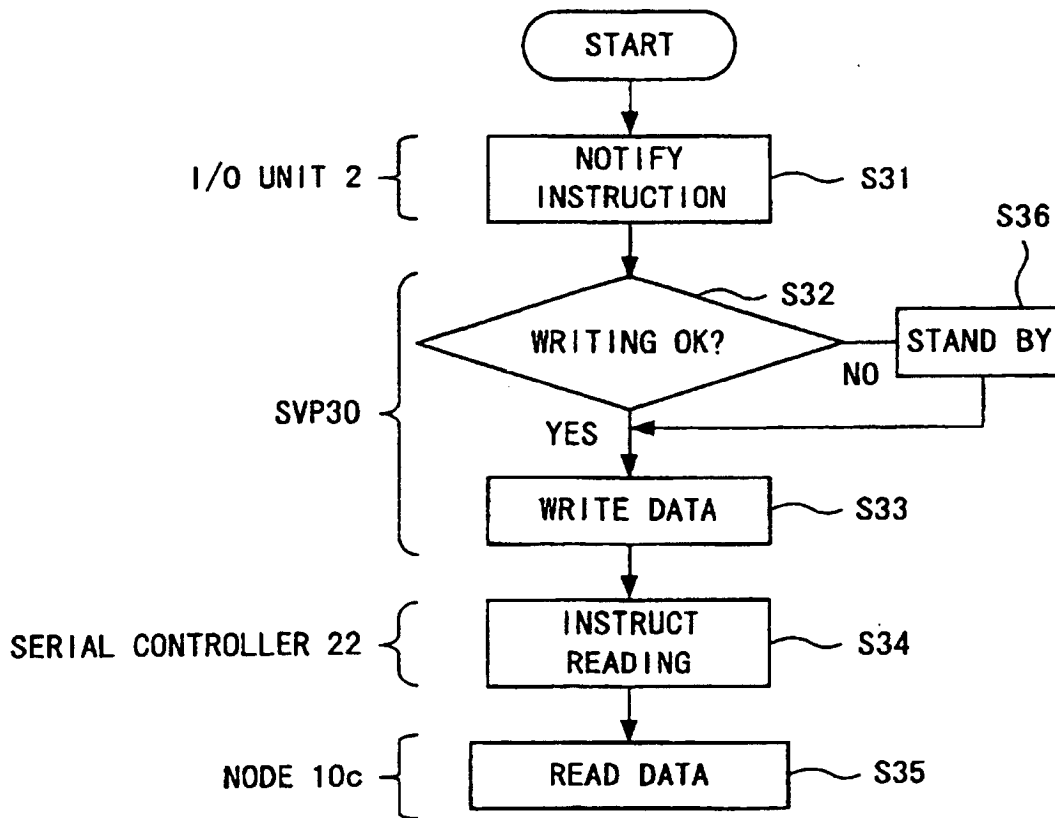 START
I/O UNIT 2
NOTIFY
INSTRUCTION
S31
S36
S32
WRITING OK?
STAND BY
NO
SVP30
YES
WRITE DATA
S33
SERIAL CONTROLLER 22
INSTRUCT
READING
S34
NODE 10c
READ DATA
S35